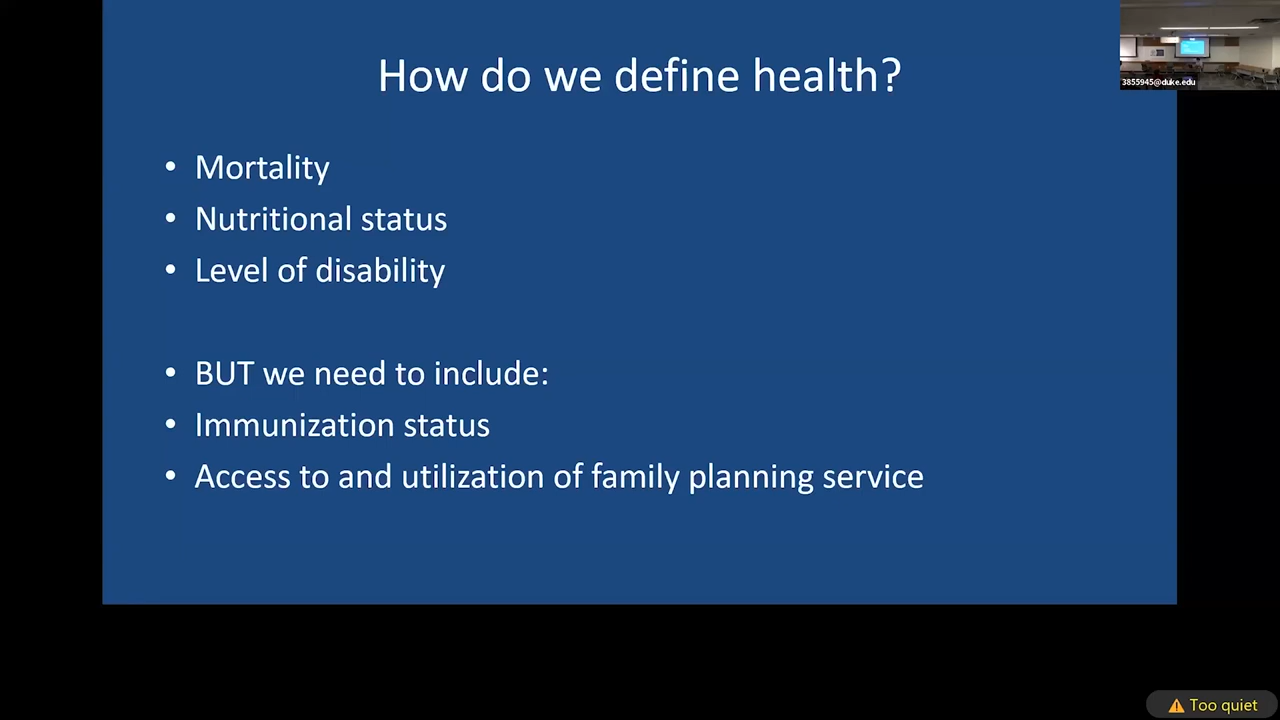 How do we define health?
3855945@duke.edu
• Mortality
• Nutritional status
• Level of disability
• BUT we need to include:
• Immunization status
• Access to and utilization of family planning service
Too quiet